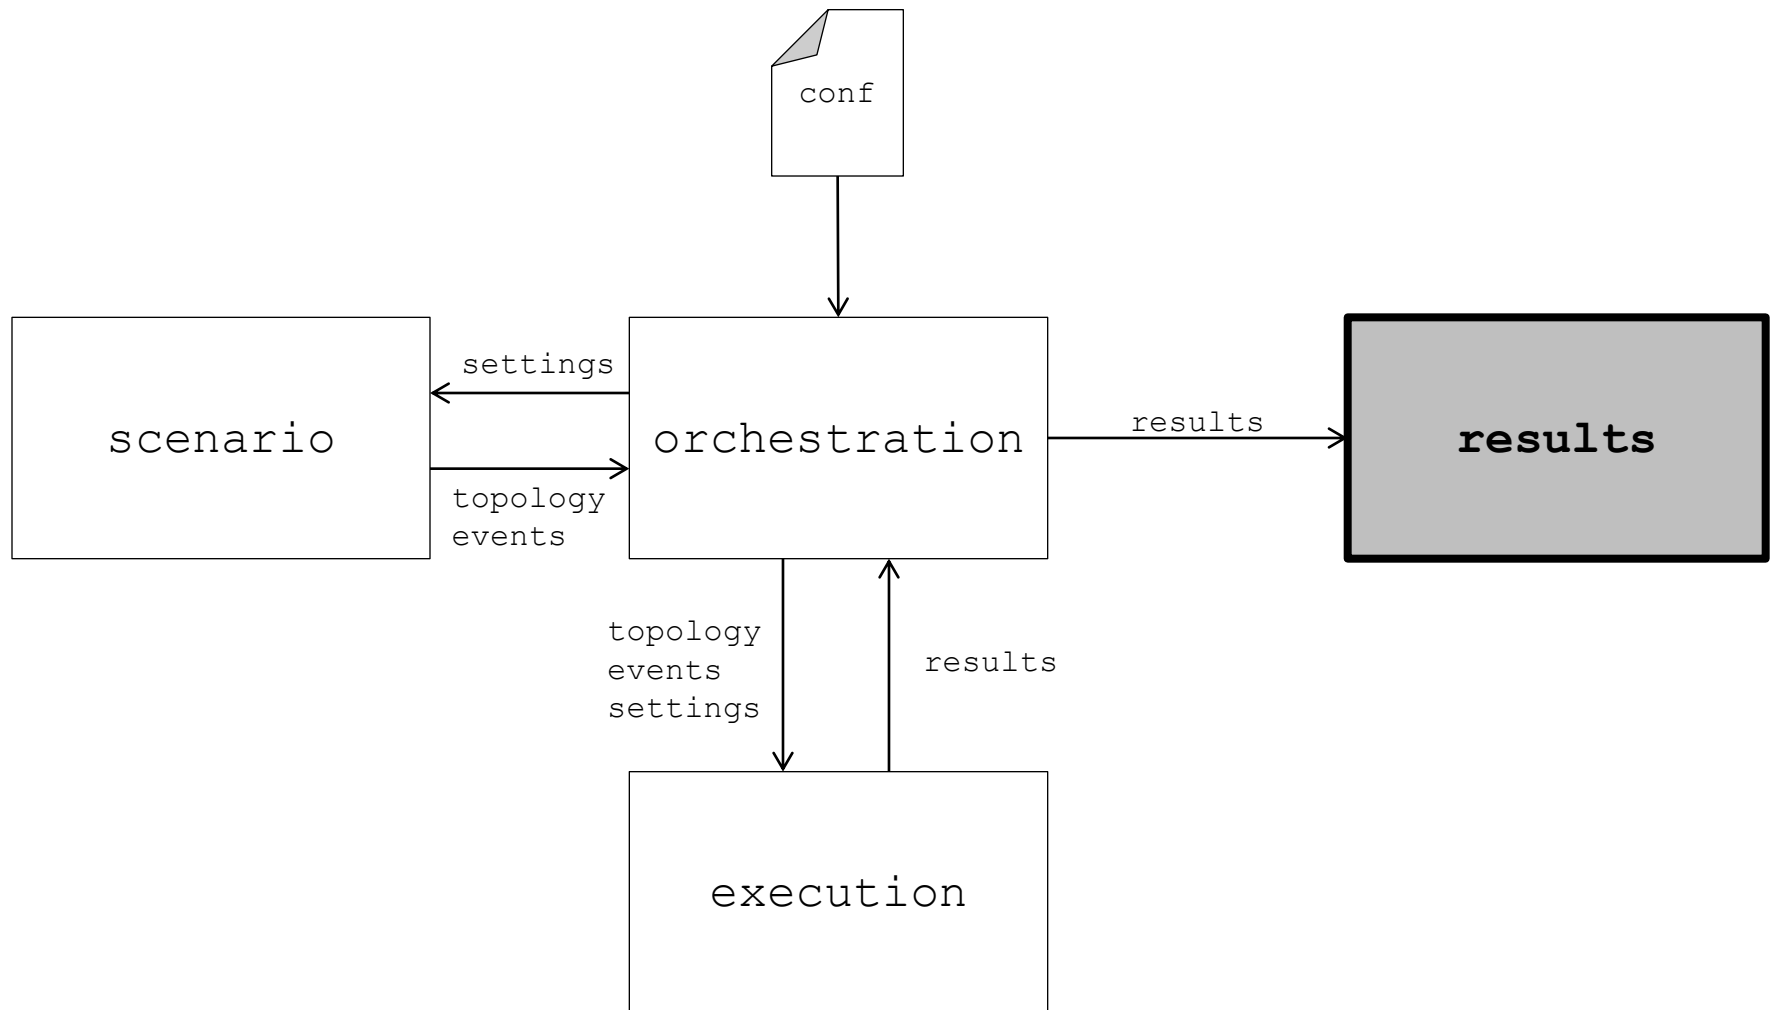 conf
settings
scenario
orchestration
results
results
topology
events
topology
events
settings
results
execution